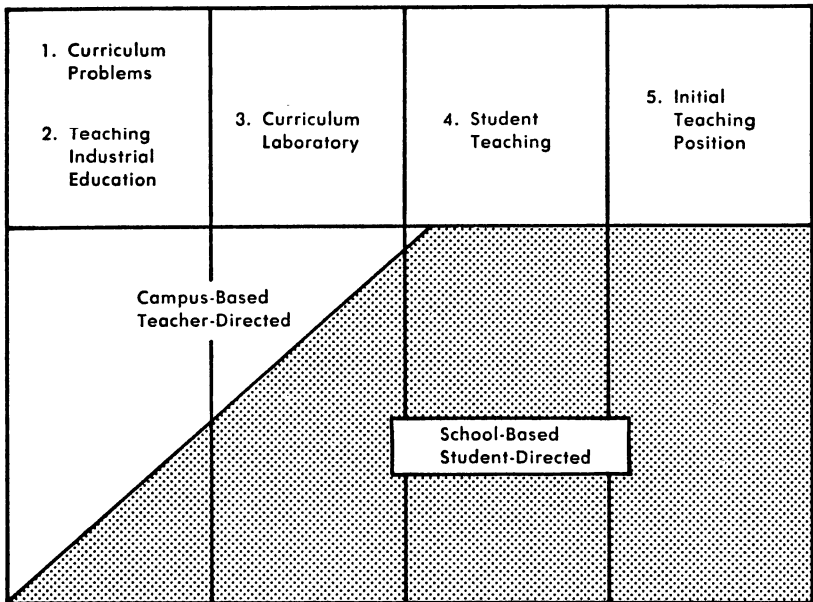 1. Curriculum
Problems
2. Teaching
Industrial
Education
3. Curriculum
Laboratory
4. Student
Teaching
5. Initial
Teaching
Position
Campus-Based
Teacher-Directed
School-Based
Student-Directed